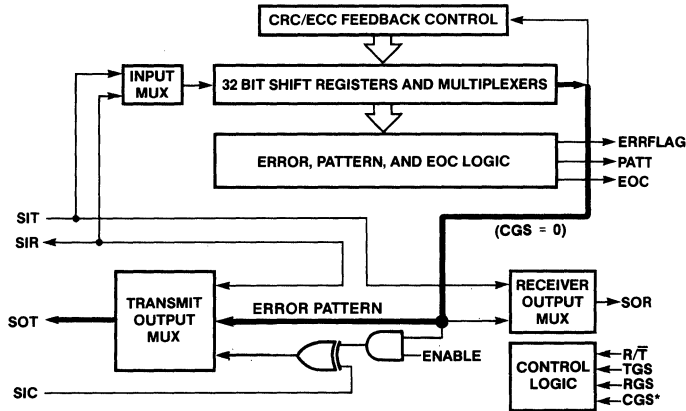 CRC/ECC FEEDBACK CONTROL
INPUT
MUX
32 BIT SHIFT REGISTERS AND MULTIPLEXERS
ERROR, PATTERN, AND EOC LOGIC
ERRFLAG
PATT
EOC
SIT
SIR
(CGS = 0)
TRANSMIT
OUTPUT
MUX
ERROR PATTERN
RECEIVER
OUTPUT
MUX
SOR
SOT
ENABLE
CONTROL
LOGIC
R/T̅
TGS
RGS
CGS*
SIC